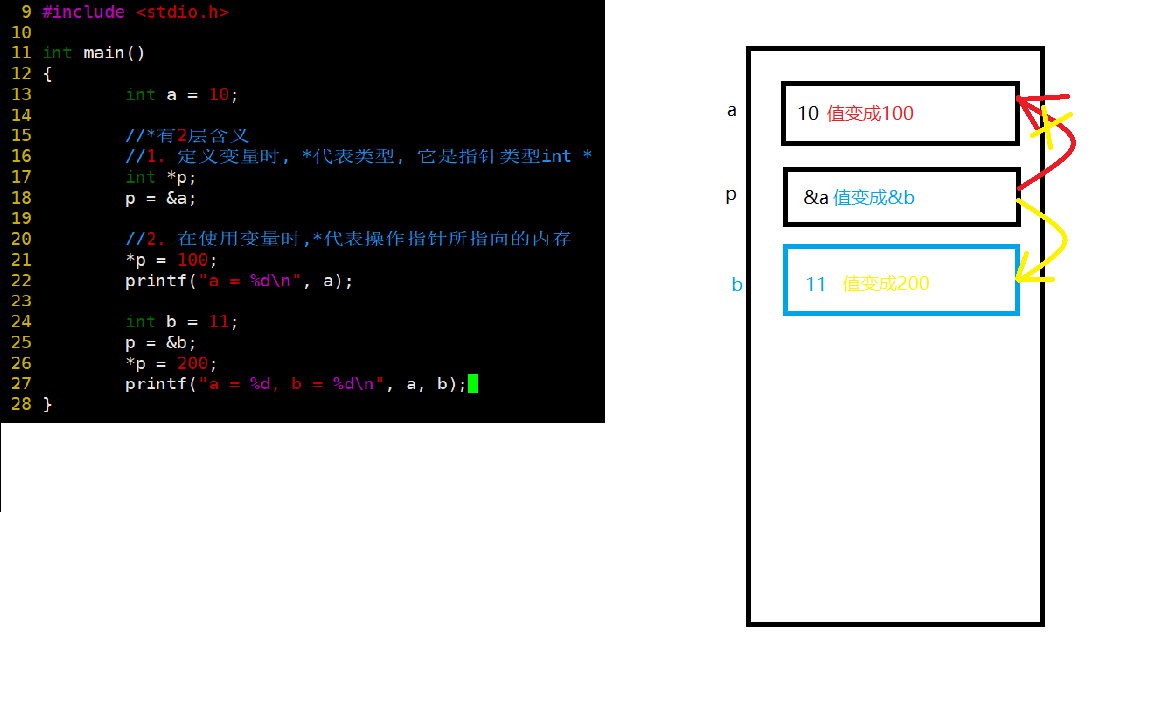 9 #include <stdio.h>
10
11 int main()
12 {
13 int a = 10;
14
15 //*有2层含义
16 //1. 定义变量时, *代表类型, 它是指针类型int *
17 int *p;
18 p = &a;
19
20 //2. 在使用变量时,*代表操作指针所指向的内存
21 *p = 100;
22 printf("a = %d\n", a);
23
24 int b = 11;
25 p = &b;
26 *p = 200;
27 printf("a = %d, b = %d\n", a, b);
28 }
a 10 值变成100
p &a 值变成&b
b 11 值变成200